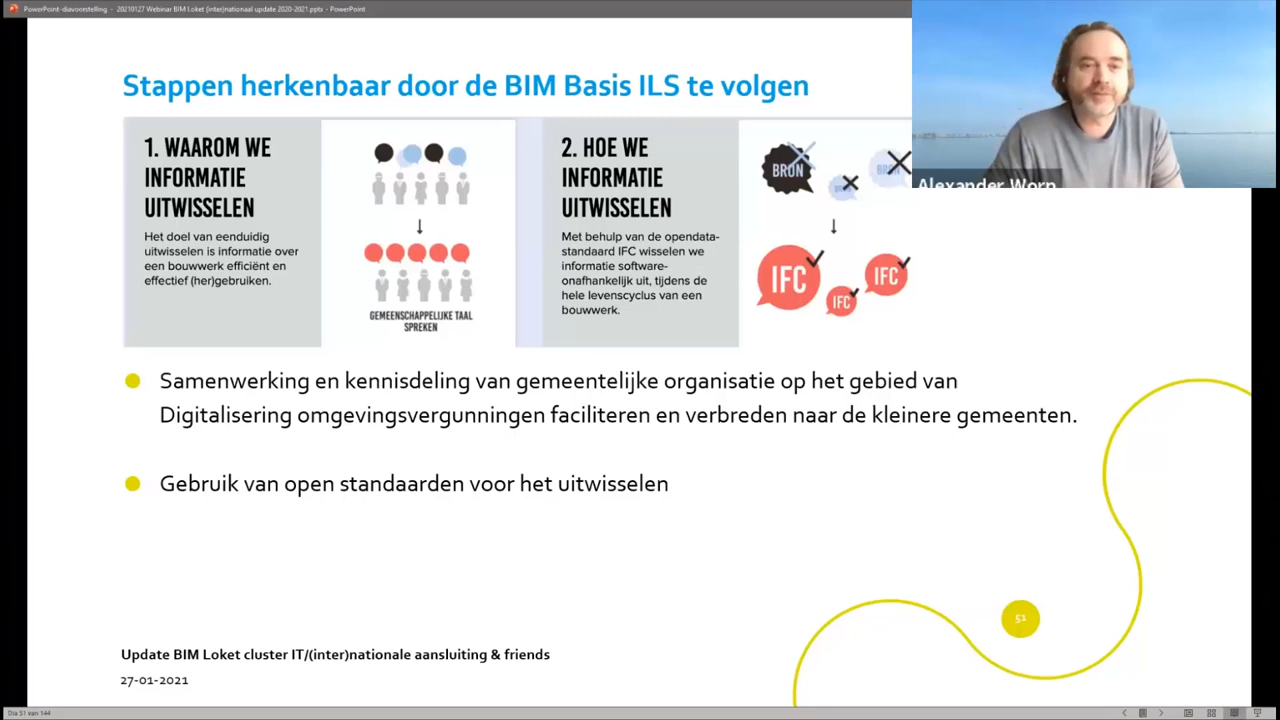 PowerPoint-diavoorstelling - 20210127 Webinar BIM Loket (inter)nationaal update 2020-2021.pptx - PowerPoint
Alexander Worp
Stappen herkenbaar door de BIM Basis ILS te volgen
1. WAAROM WE
INFORMATIE
UITWISSELEN
Het doel van eenduidig
uitwisselen is informatie over
een bouwwerk efficiënt en
effectief (her)gebruiken.
GEMEENSCHAPPELIJKE TAAL
SPREKEN
2. HOE WE
INFORMATIE
UITWISSELEN
Met behulp van de opendata-
standaard IFC wisselen we
informatie software-
onafhankelijk uit, tijdens de
hele levenscyclus van een
bouwwerk.
BRON
IFC
IFC
IFC
Samenwerking en kennisdeling van gemeentelijke organisatie op het gebied van
Digitalisering omgevingsvergunningen faciliteren en verbreden naar de kleinere gemeenten.
Gebruik van open standaarden voor het uitwisselen
51
Update BIM Loket cluster IT/(inter)nationale aansluiting & friends
27-01-2021
Dia 51 van 144